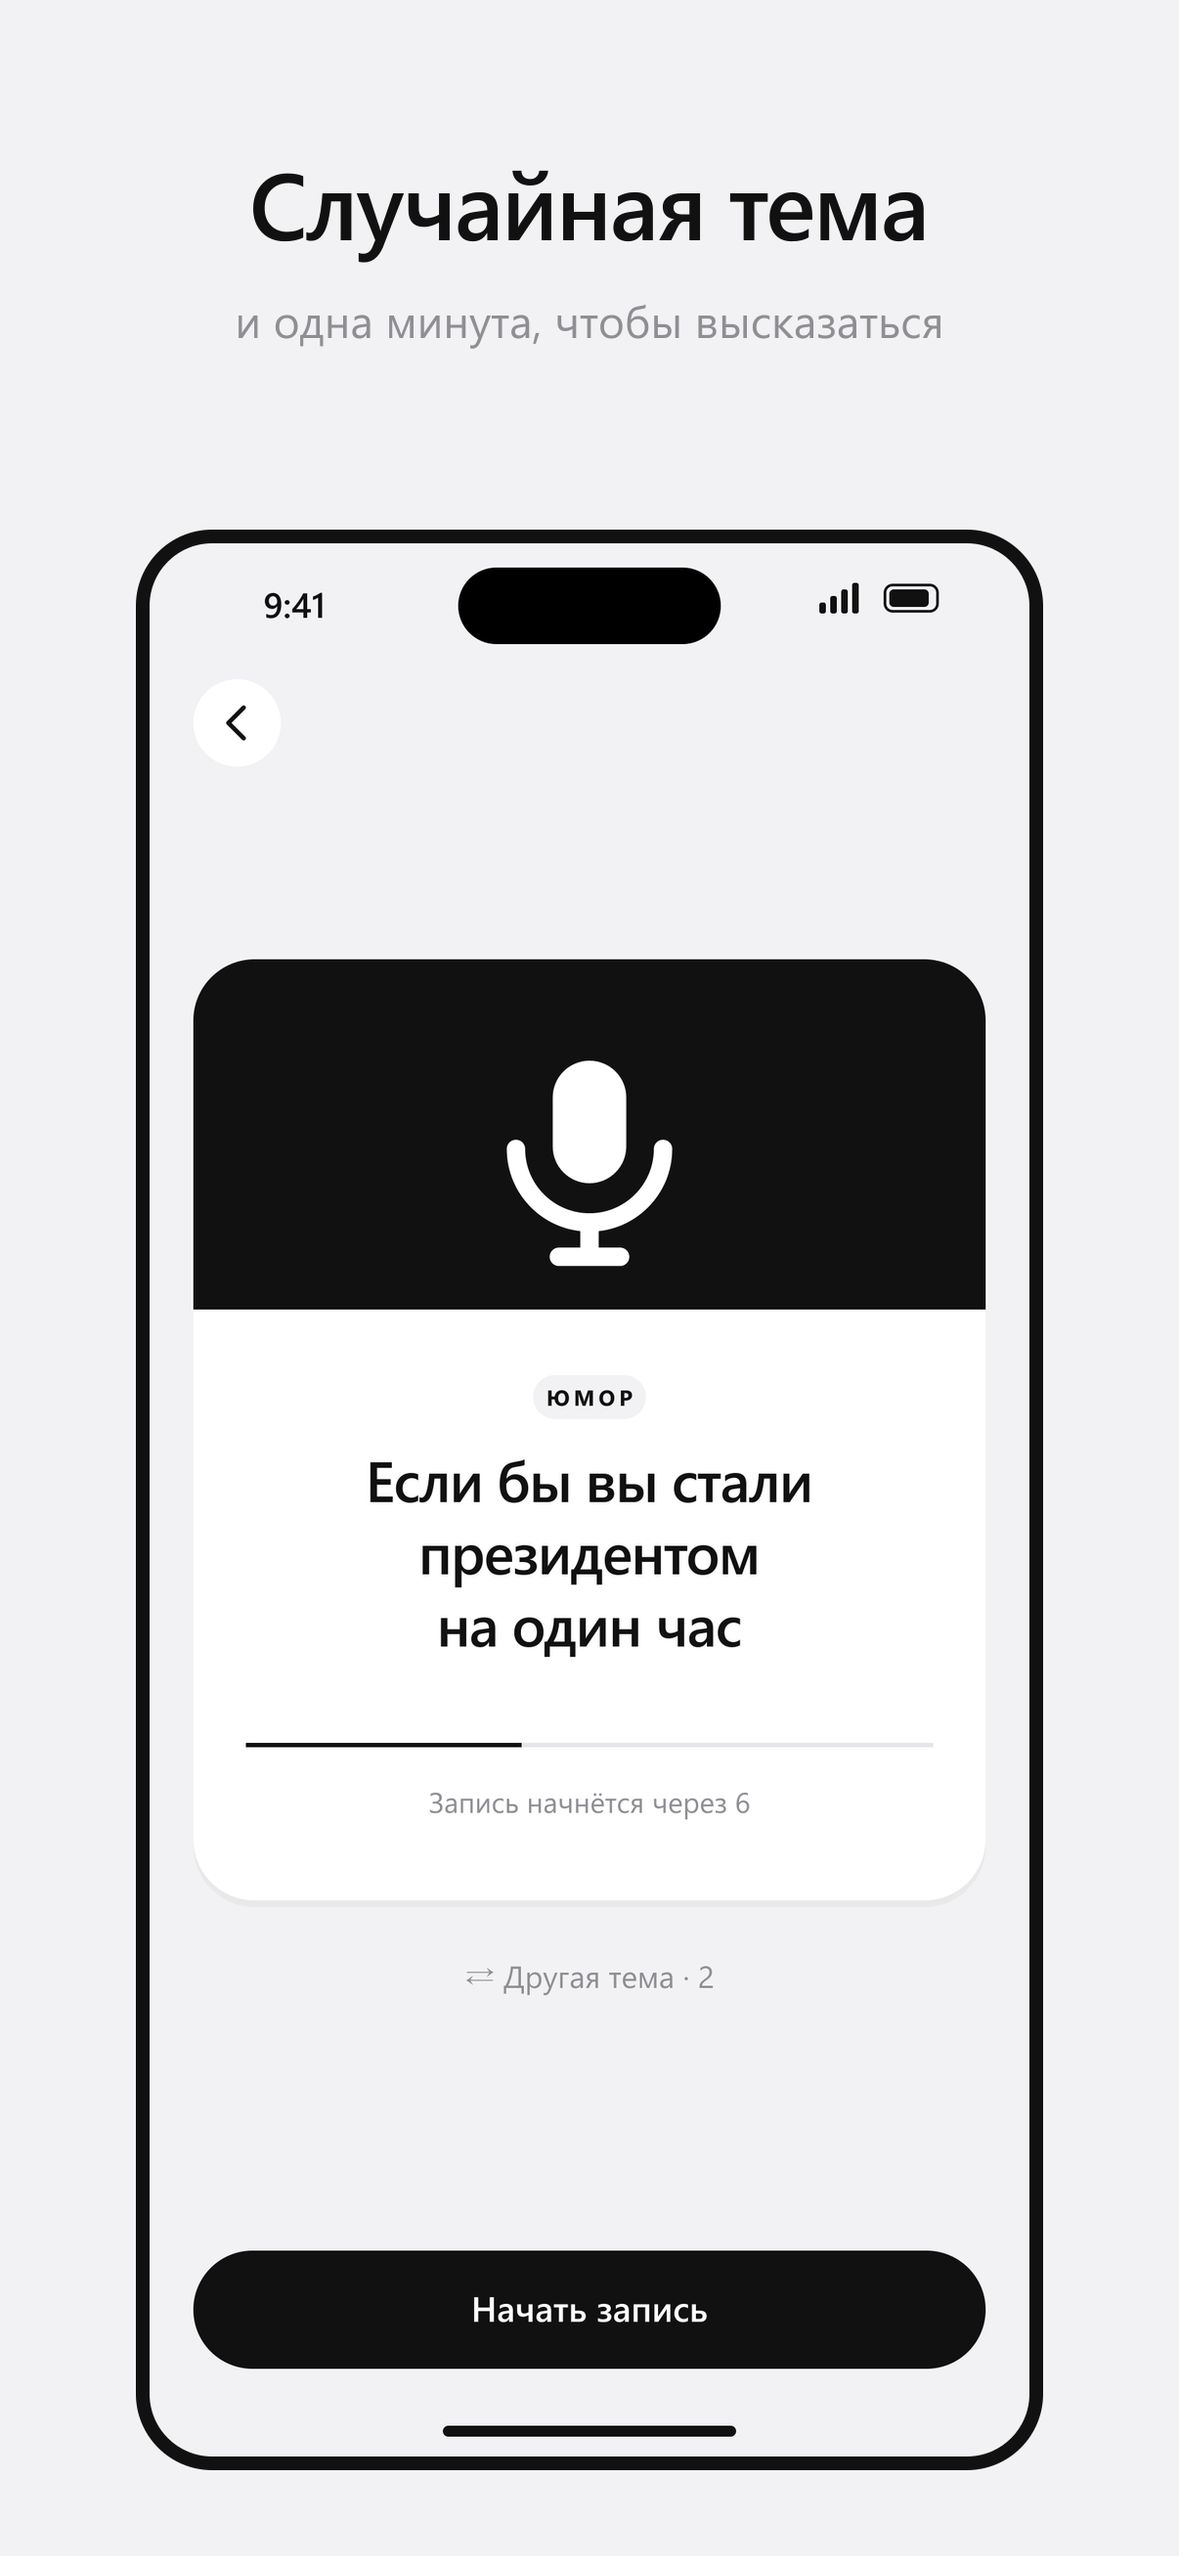 Случайная тема
и одна минута, чтобы высказаться
9:41
ЮМОР
Если бы вы стали
президентом
на один час
Запись начнётся через 6
⇄ Другая тема · 2
Начать запись